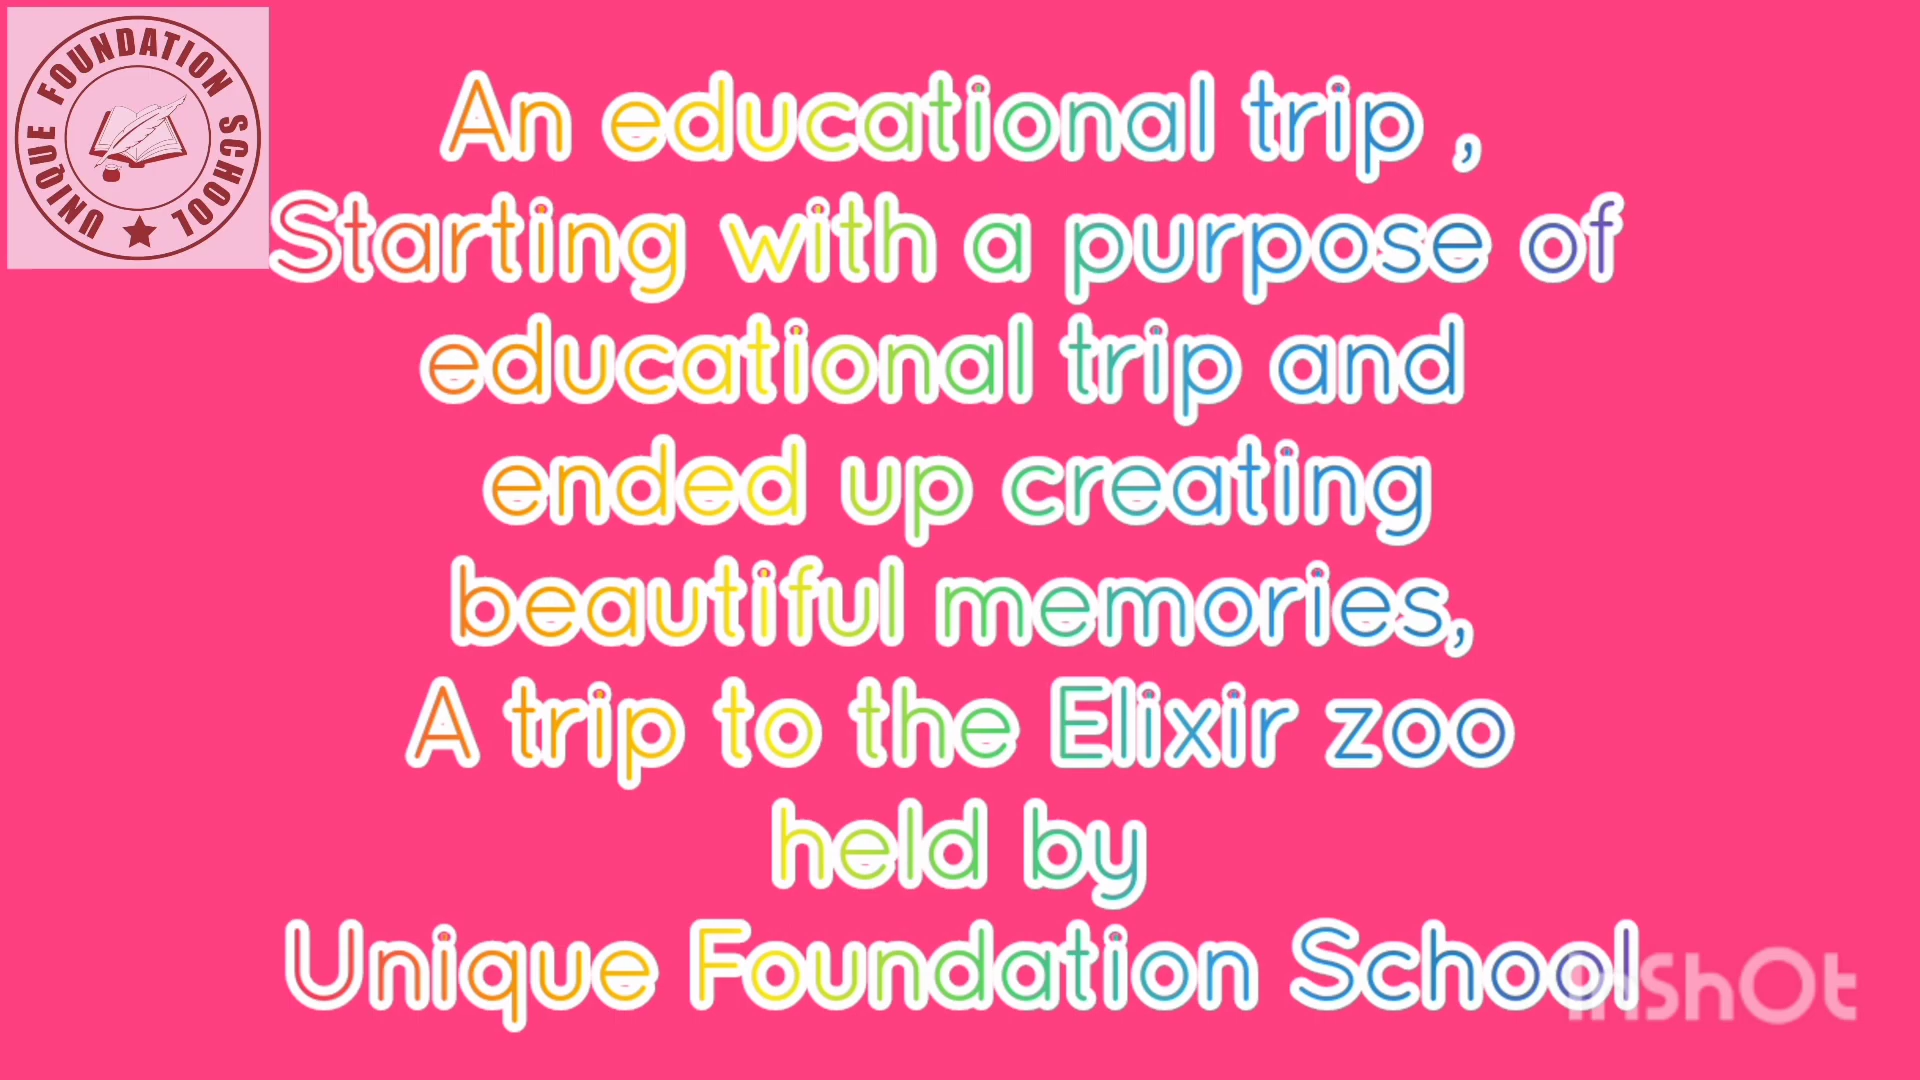 UNIQUE FOUNDATION SCHOOL
An educational trip ,
Starting with a purpose of
educational trip and
ended up creating
beautiful memories,
A trip to the Elixir zoo
held by
Unique Foundation School
InShOt